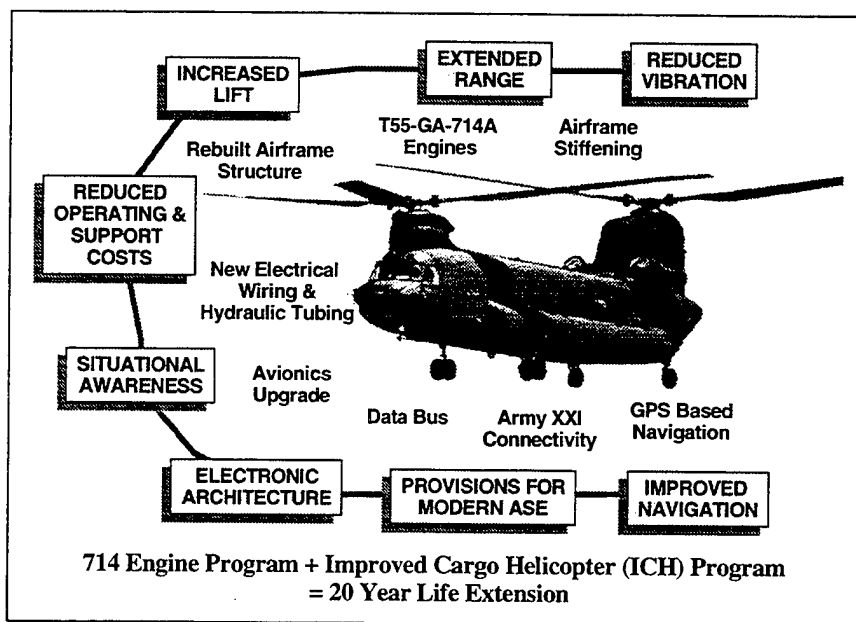 INCREASED
LIFT
EXTENDED
RANGE
REDUCED
VIBRATION
T55-GA-714A
Engines
Airframe
Stiffening
Rebuilt Airframe
Structure
REDUCED
OPERATING &
SUPPORT
COSTS
New Electrical
Wiring &
Hydraulic Tubing
SITUATIONAL
AWARENESS
Avionics
Upgrade
Data Bus
Army XXI
Connectivity
GPS Based
Navigation
ELECTRONIC
ARCHITECTURE
PROVISIONS FOR
MODERN ASE
IMPROVED
NAVIGATION
714 Engine Program + Improved Cargo Helicopter (ICH) Program
= 20 Year Life Extension